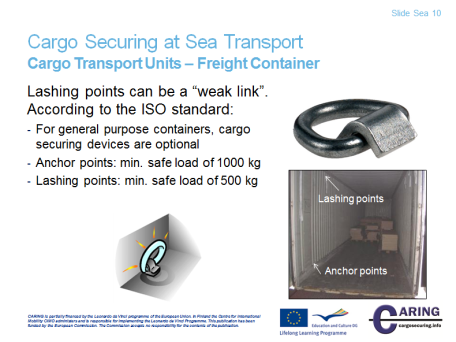 Slide Sea 10
Cargo Securing at Sea Transport
Cargo Transport Units – Freight Container
Lashing points can be a “weak link”.
According to the ISO standard:
- For general purpose containers, cargo
securing devices are optional
- Anchor points: min. safe load of 1000 kg
- Lashing points: min. safe load of 500 kg
Lashing points
Anchor points
CARING is partially financed by the Leonardo da Vinci programme of the European Union. In Finland the Centre for International
Mobility CIMO administers and is responsible for implementing the Leonardo da Vinci Programme. This publication has been
funded by the European Commission. The Commission accepts no responsibility for the contents of the publication.
Education and Culture DG
Lifelong Learning Programme
CARING
cargosecuring.info